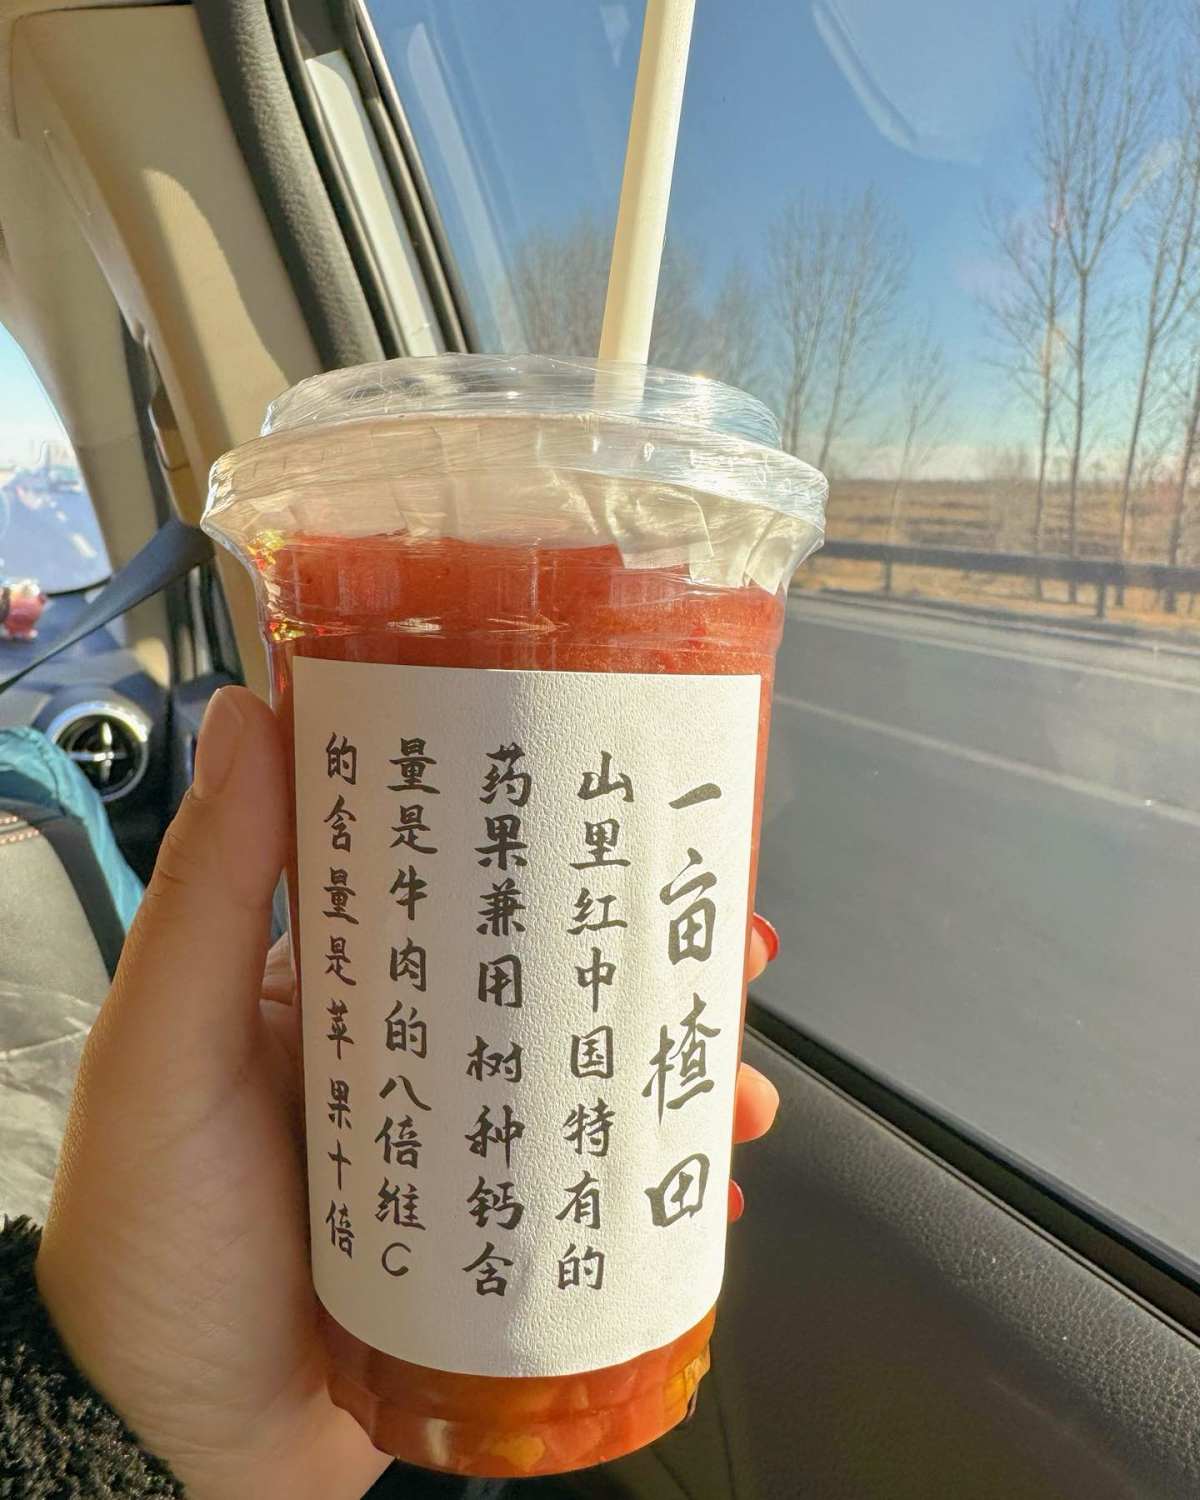 一亩楂田
山里红中国特有的
药果兼用树种钙含
量是牛肉的八倍维C
的含量是苹果十倍